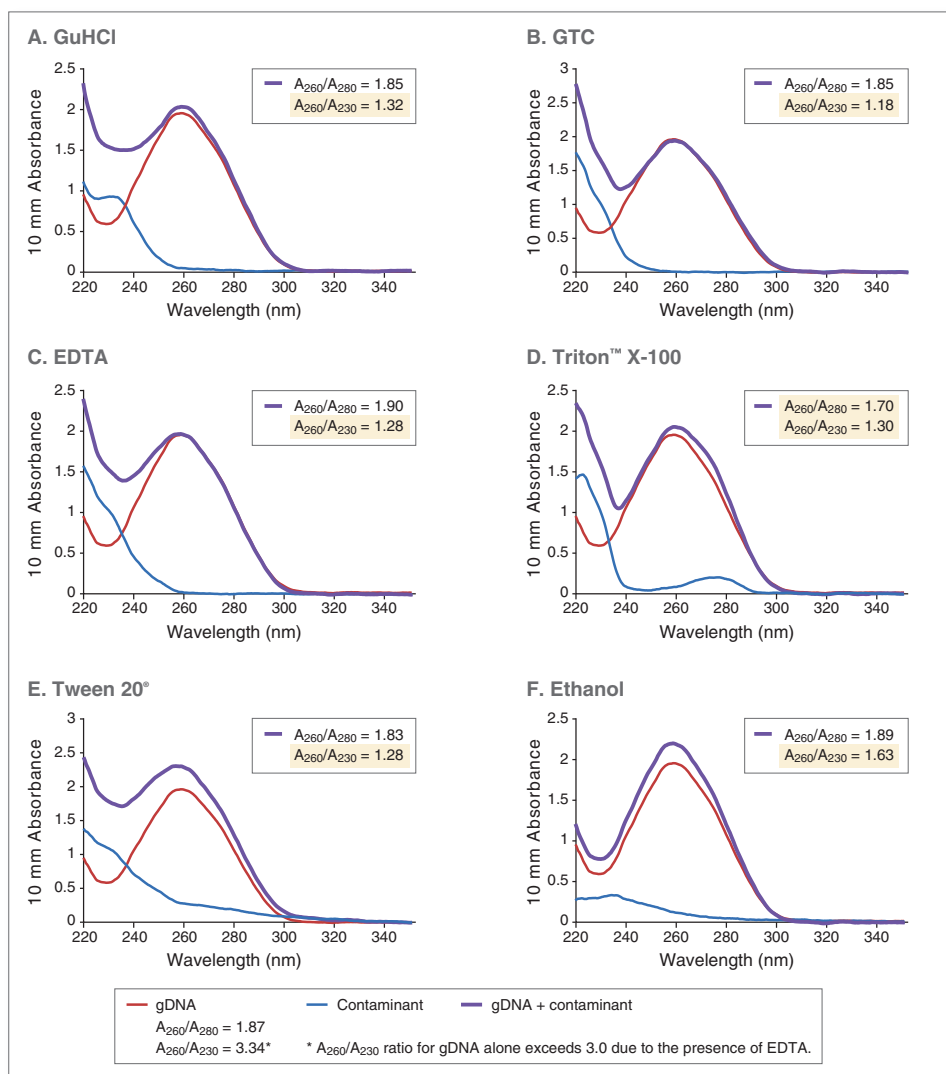 A. GuHCl
10 mm Absorbance
2.5
2
1.5
1
0.5
0
220 240 260 280 300 320 340
Wavelength (nm)
A260/A280 = 1.85
A260/A230 = 1.32
B. GTC
10 mm Absorbance
3
2.5
2
1.5
1
0.5
0
220 240 260 280 300 320 340
Wavelength (nm)
A260/A280 = 1.85
A260/A230 = 1.18
C. EDTA
10 mm Absorbance
2.5
2
1.5
1
0.5
0
220 240 260 280 300 320 340
Wavelength (nm)
A260/A280 = 1.90
A260/A230 = 1.28
D. Triton™ X-100
10 mm Absorbance
2.5
2
1.5
1
0.5
0
220 240 260 280 300 320 340
Wavelength (nm)
A260/A280 = 1.70
A260/A230 = 1.30
E. Tween 20®
10 mm Absorbance
3
2.5
2
1.5
1
0.5
0
220 240 260 280 300 320 340
Wavelength (nm)
A260/A280 = 1.83
A260/A230 = 1.28
F. Ethanol
10 mm Absorbance
2.5
2
1.5
1
0.5
0
220 240 260 280 300 320 340
Wavelength (nm)
A260/A280 = 1.89
A260/A230 = 1.63
gDNA Contaminant gDNA + contaminant
A260/A280 = 1.87
A260/A230 = 3.34* * A260/A230 ratio for gDNA alone exceeds 3.0 due to the presence of EDTA.